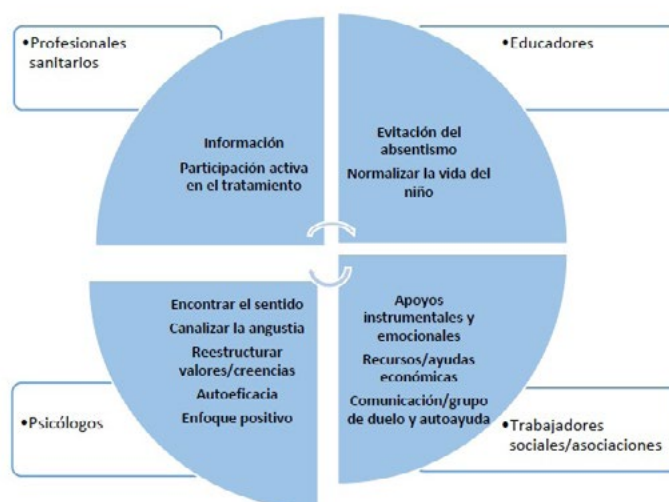 •Profesionales
sanitarios
•Educadores
Información
Participación activa
en el tratamiento
Evitación del
absentismo
Normalizar la vida del
niño
Encontrar el sentido
Canalizar la angustia
Reestructurar
valores/creencias
Autoeficacia
Enfoque positivo
Apoyos
instrumentales y
emocionales
Recursos/ayudas
económicas
Comunicación/grupo
de duelo y autoayuda
•Psicólogos
•Trabajadores
sociales/asociaciones